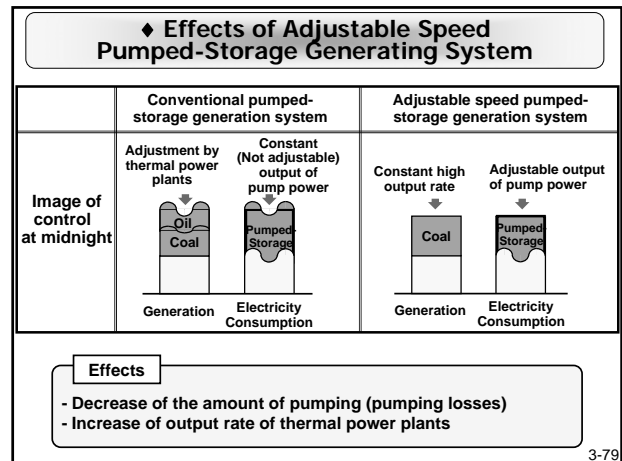 ♦ Effects of Adjustable Speed
Pumped-Storage Generating System
Conventional pumped-
storage generation system
Adjustable speed pumped-
storage generation system
Image of
control
at midnight
Adjustment by
thermal power
plants
Constant
(Not adjustable)
output of
pump power
Oil
Coal
Pumped-
Storage
Generation
Electricity
Consumption
Constant high
output rate
Adjustable output
of pump power
Coal
Pumped-
Storage
Generation
Electricity
Consumption
Effects
- Decrease of the amount of pumping (pumping losses)
- Increase of output rate of thermal power plants
3-79